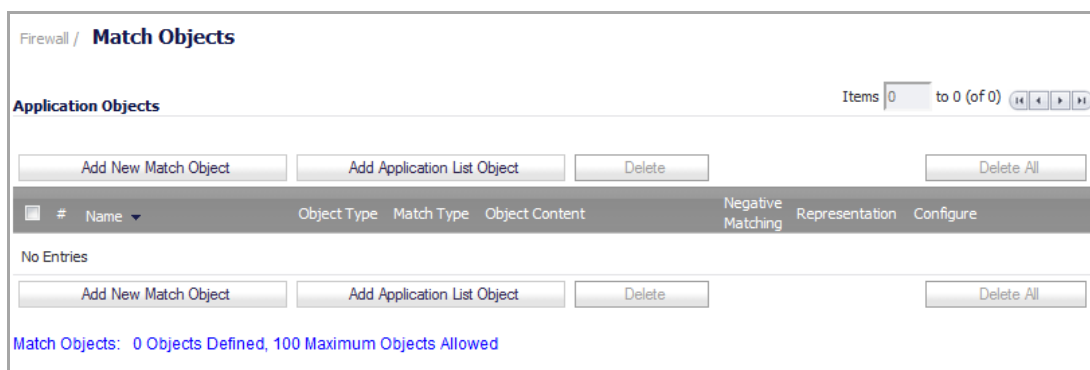 Firewall / Match Objects
Application Objects Items 0 to 0 (of 0)
Add New Match Object Add Application List Object Delete Delete All
# Name Object Type Match Type Object Content Negative Matching Representation Configure
No Entries
Add New Match Object Add Application List Object Delete Delete All
Match Objects: 0 Objects Defined, 100 Maximum Objects Allowed